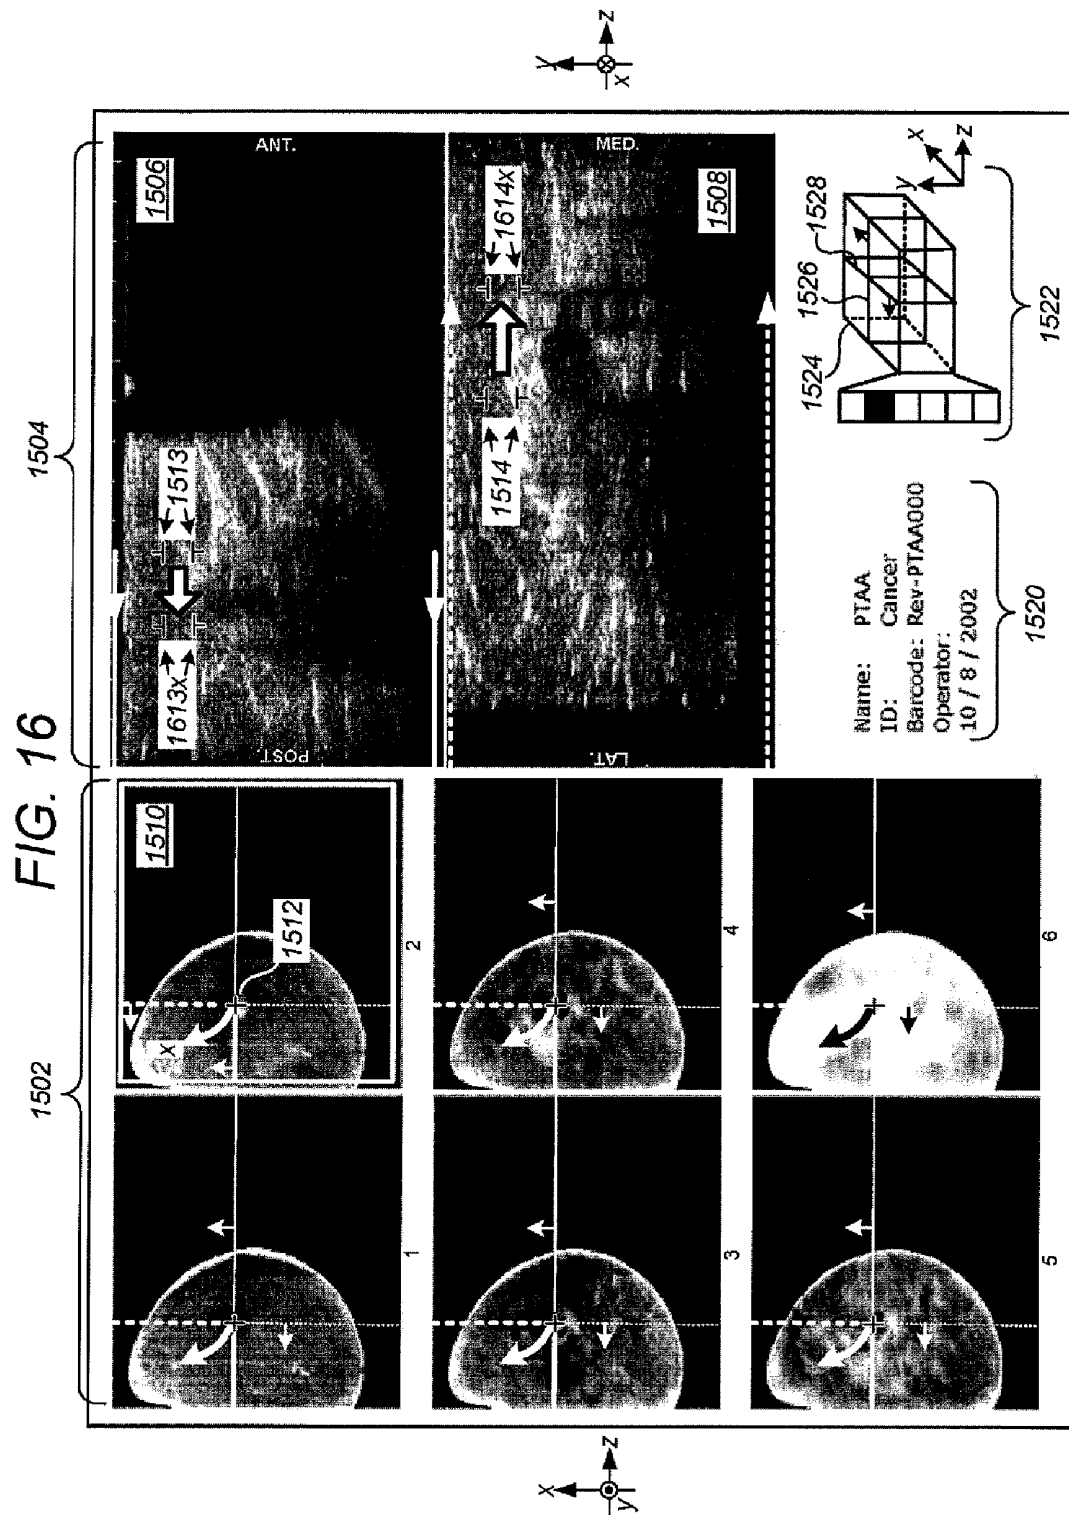 FIG. 16
1502
1504
1510
1512
X
1
2
3
4
5
6
1506
ANT.
POST.
1613x
1513
1508
MED.
LAT.
1514
1614x
Name: PTAA
ID: Cancer
Barcode: Rev-PTAA000
Operator:
10 / 8 / 2002
1520
1524
1526
1528
1522
y
x
z
x
y
z
y
x
z